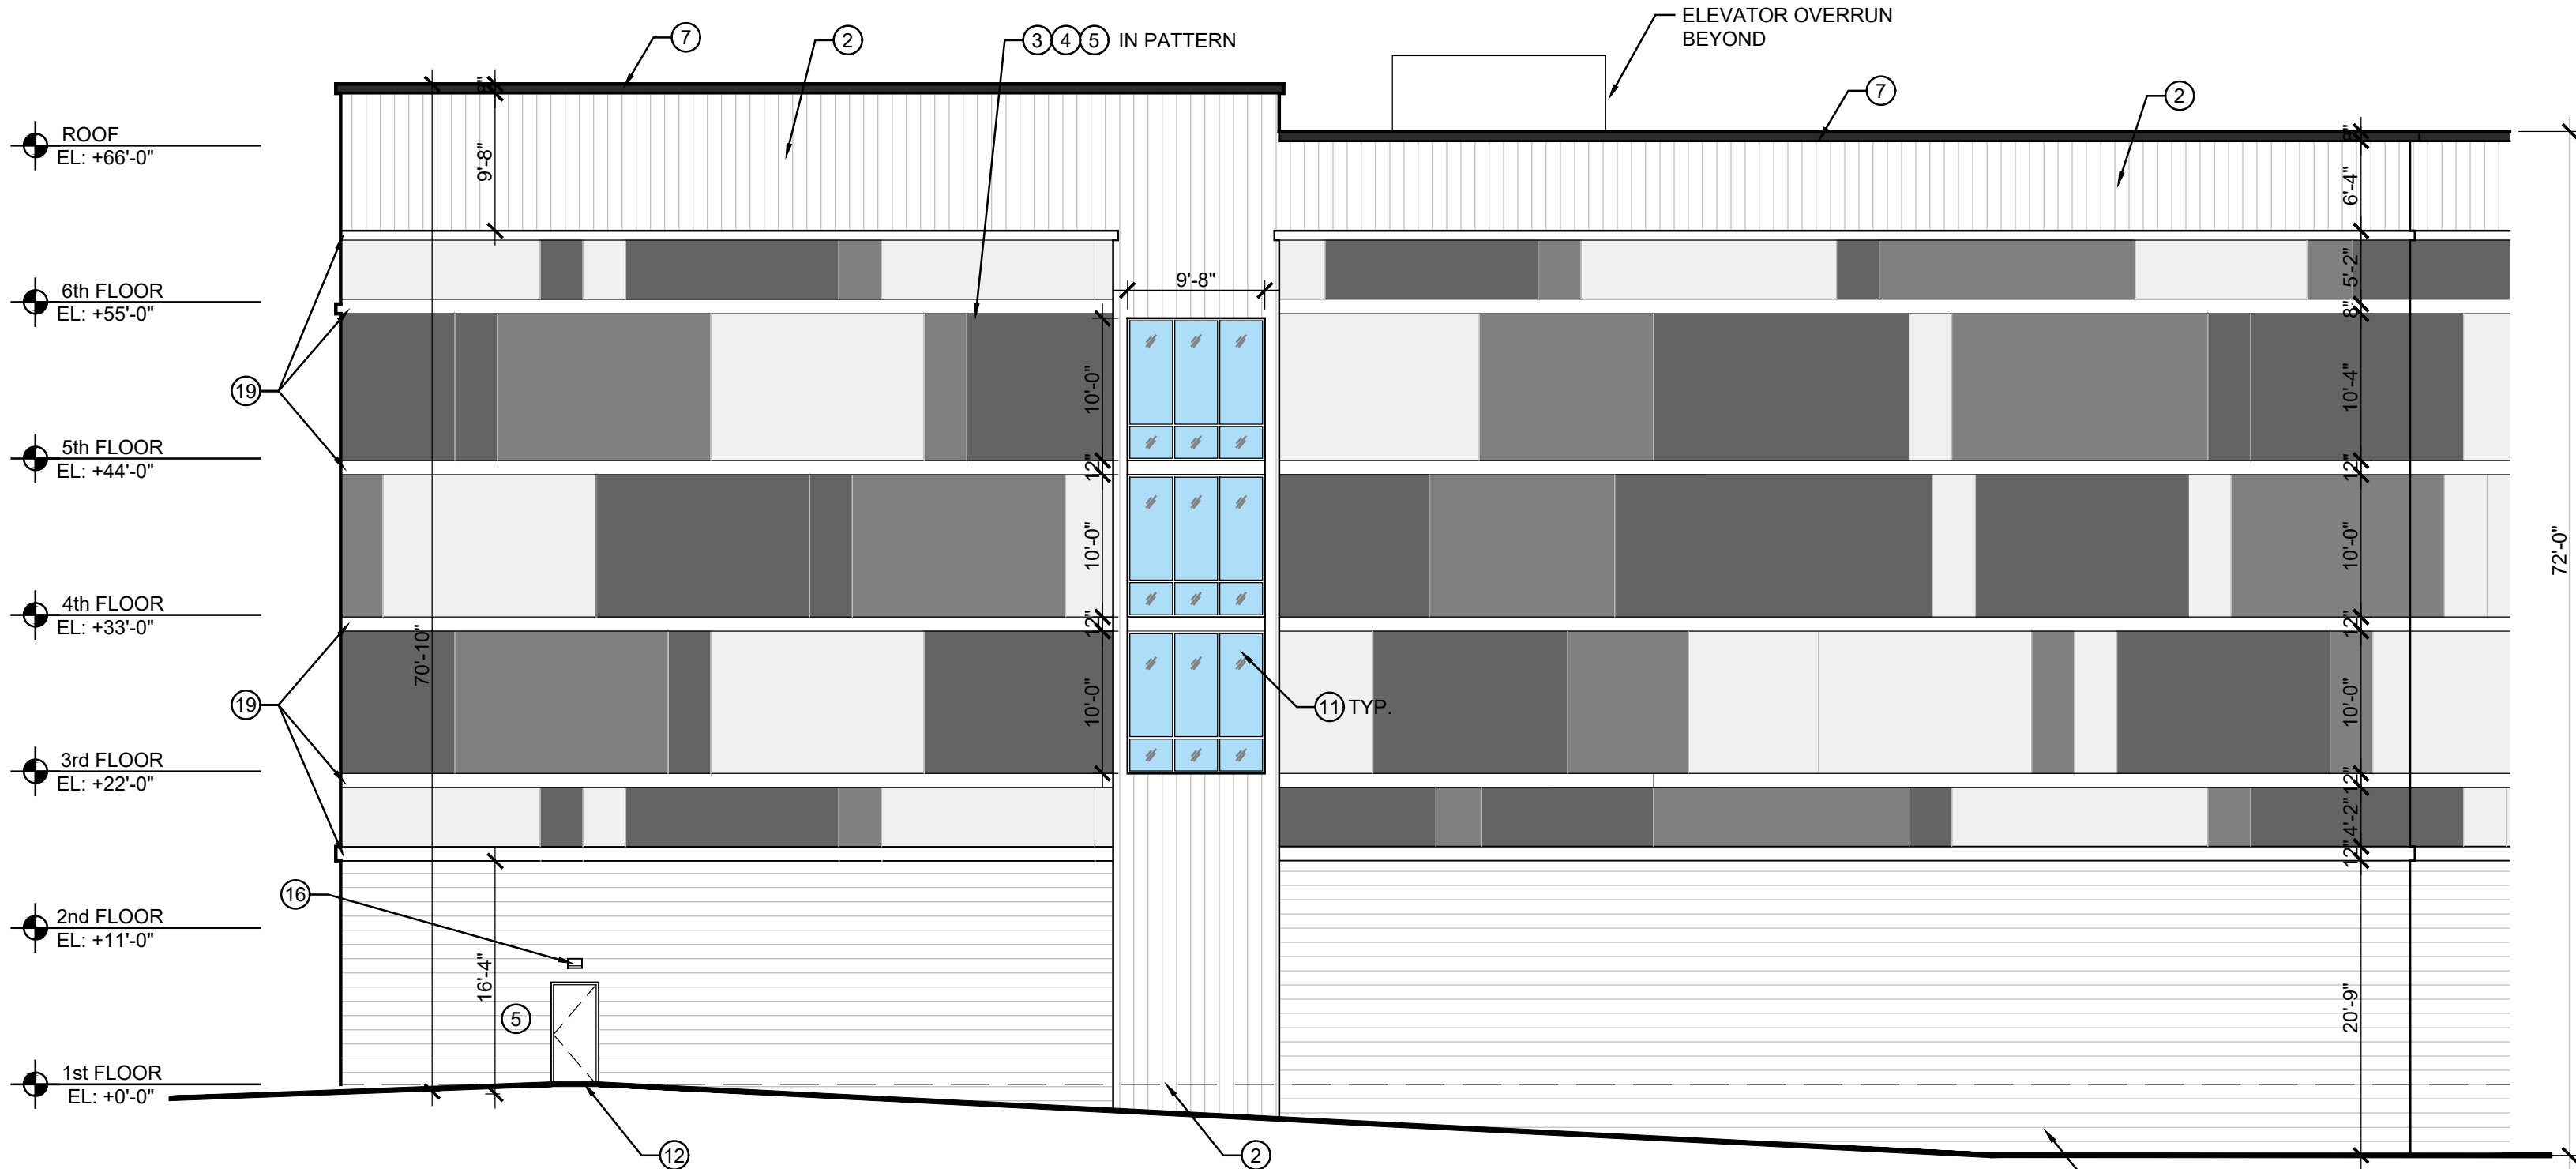 ELEVATOR OVERRUN
BEYOND
7
2
3 4 5 IN PATTERN
7
2
ROOF
EL: +66'-0"
8"
9'-8"
8"
6'-4"
6th FLOOR
EL: +55'-0"
9'-8"
5'-2"
8"
19
10'-0"
10'-4"
5th FLOOR
EL: +44'-0"
12"
12"
10'-0"
10'-0"
72'-0"
4th FLOOR
EL: +33'-0"
12"
12"
70'-10"
19
10'-0"
11 TYP.
10'-0"
3rd FLOOR
EL: +22'-0"
12"
4'-2"
12"
16
2nd FLOOR
EL: +11'-0"
16'-4"
5
20'-9"
1st FLOOR
EL: +0'-0"
12
2